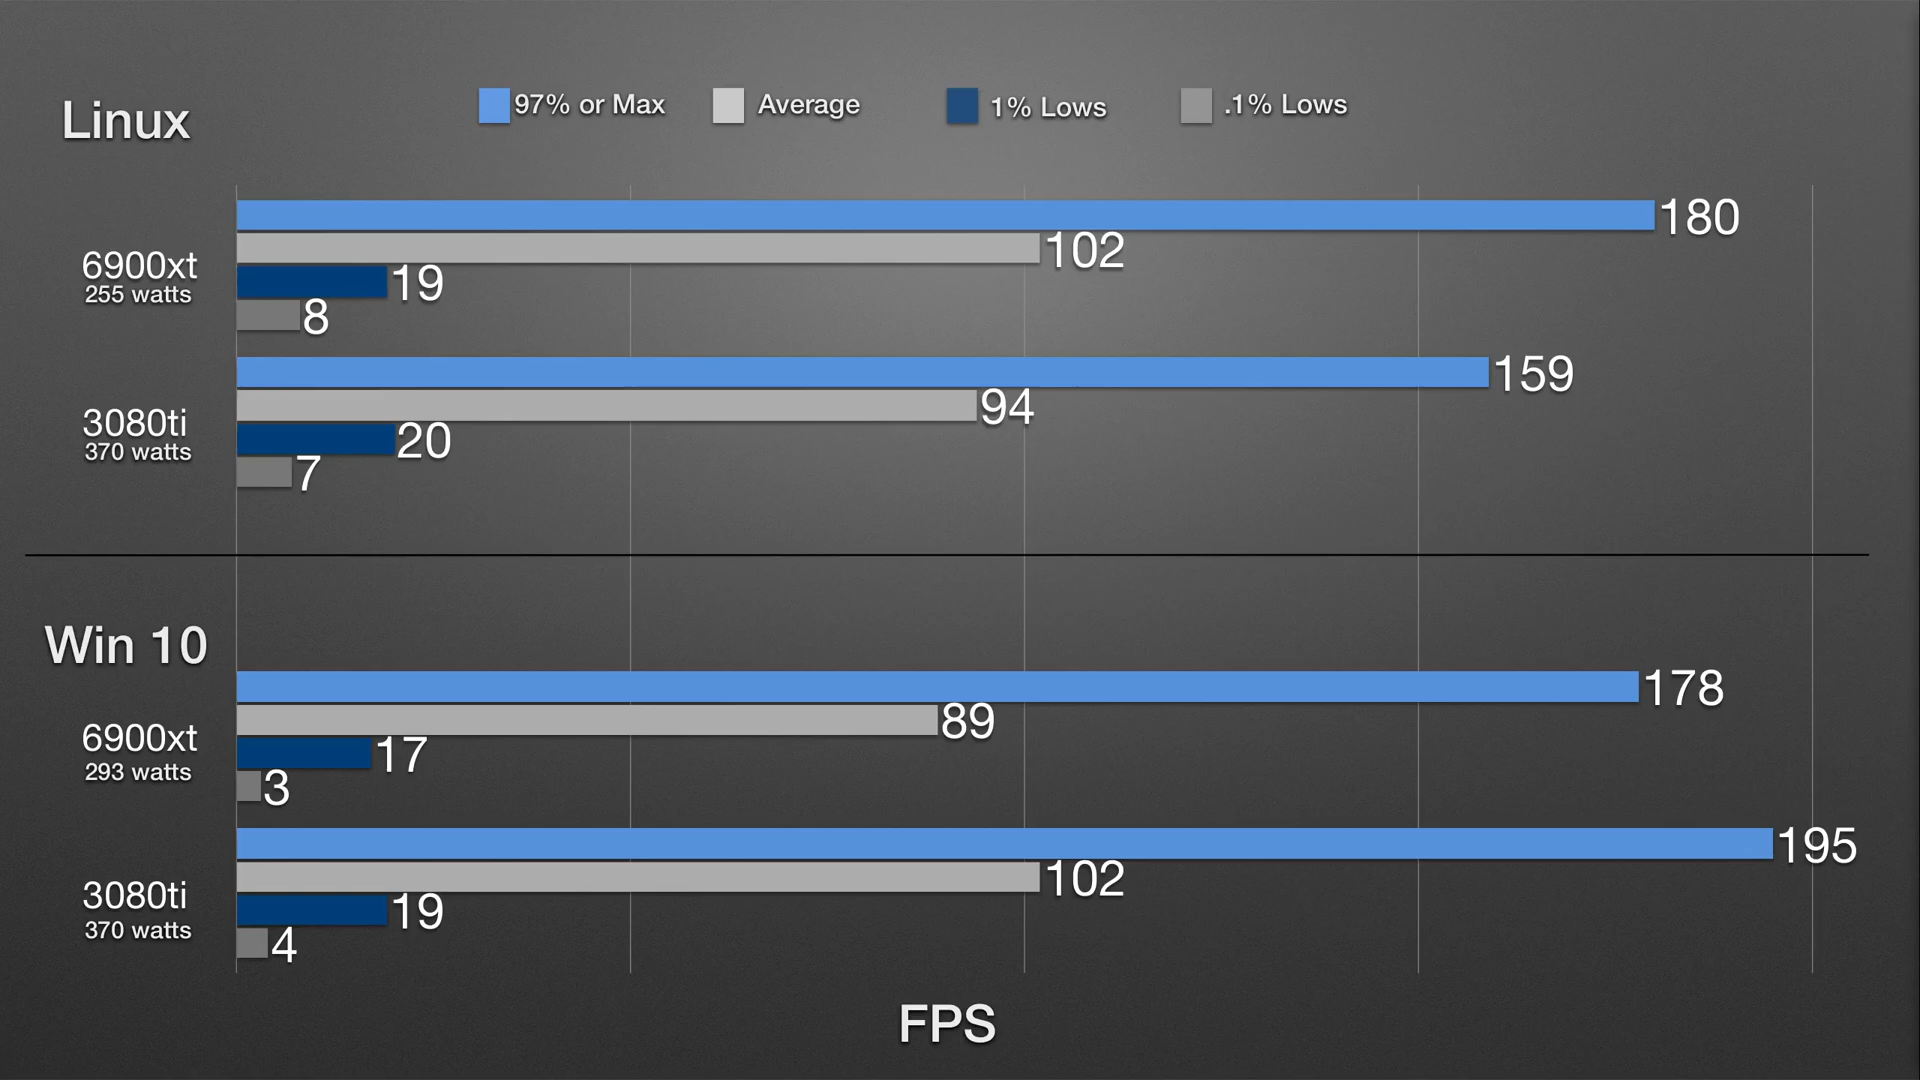 Linux
97% or Max
Average
1% Lows
.1% Lows
180
102
6900xt
255 watts
19
8
159
94
3080ti
370 watts
20
7
Win 10
178
89
6900xt
293 watts
17
3
195
102
3080ti
370 watts
19
4
FPS